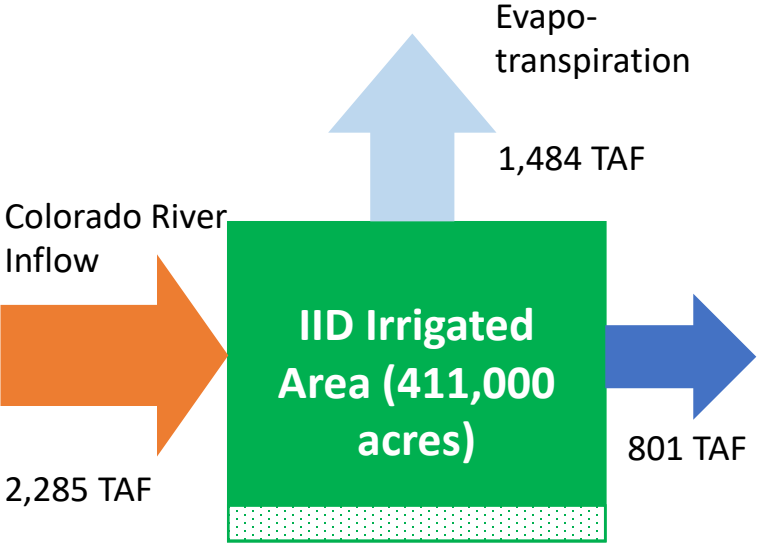 Evapo-
transpiration
1,484 TAF
Colorado River
Inflow
IID Irrigated
Area (411,000
acres)
801 TAF
2,285 TAF